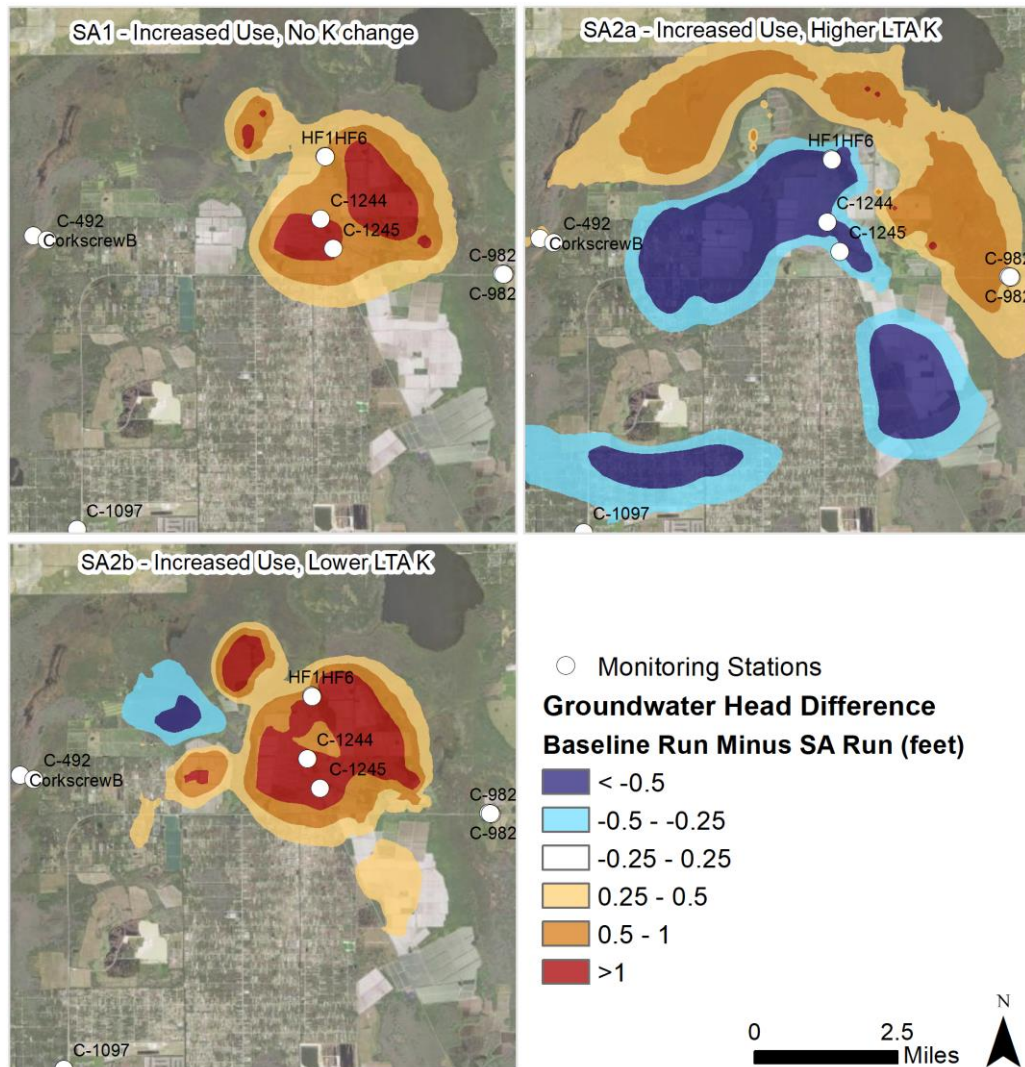 SA1 - Increased Use, No K change
HF1HF6
C-1244
C-1245
C-492
CorkscrewB
C-982
C-982
C-1097
SA2a - Increased Use, Higher LTA K
HF1HF6
C-1244
C-1245
C-492
CorkscrewB
C-982
C-982
C-1097
SA2b - Increased Use, Lower LTA K
HF1HF6
C-1244
C-1245
C-492
CorkscrewB
C-982
C-982
C-1097
Monitoring Stations
Groundwater Head Difference
Baseline Run Minus SA Run (feet)
< -0.5
-0.5 - -0.25
-0.25 - 0.25
0.25 - 0.5
0.5 - 1
>1
N
0 2.5
Miles